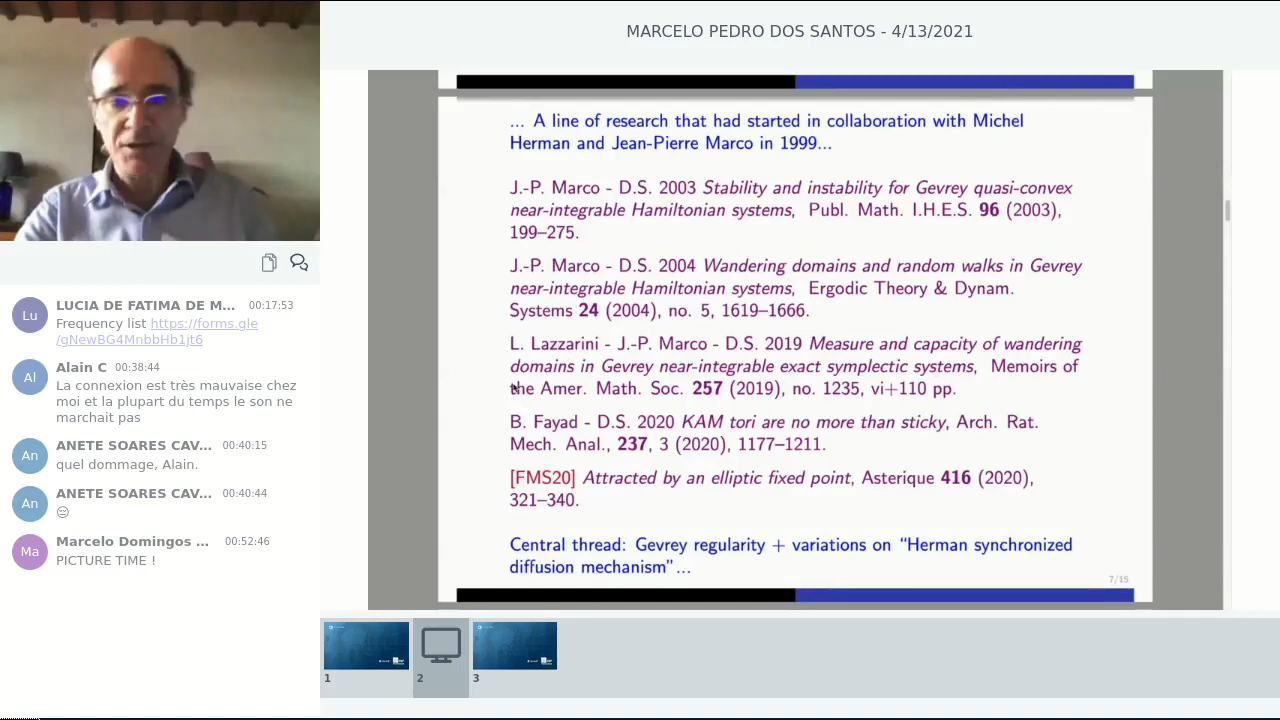 MARCELO PEDRO DOS SANTOS - 4/13/2021
... A line of research that had started in collaboration with Michel
Herman and Jean-Pierre Marco in 1999...
J.-P. Marco - D.S. 2003 Stability and instability for Gevrey quasi-convex
near-integrable Hamiltonian systems, Publ. Math. I.H.E.S. 96 (2003),
199–275.
J.-P. Marco - D.S. 2004 Wandering domains and random walks in Gevrey
near-integrable Hamiltonian systems, Ergodic Theory & Dynam.
Systems 24 (2004), no. 5, 1619–1666.
L. Lazzarini - J.-P. Marco - D.S. 2019 Measure and capacity of wandering
domains in Gevrey near-integrable exact symplectic systems, Memoirs of
the Amer. Math. Soc. 257 (2019), no. 1235, vi+110 pp.
B. Fayad - D.S. 2020 KAM tori are no more than sticky, Arch. Rat.
Mech. Anal., 237, 3 (2020), 1177–1211.
[FMS20] Attracted by an elliptic fixed point, Asterique 416 (2020),
321–340.
Central thread: Gevrey regularity + variations on “Herman synchronized
diffusion mechanism”...
7/15
Lu
LUCIA DE FATIMA DE M... 00:17:53
Frequency list https://forms.gle
/gNewBG4MnbbHb1jt6
Al
Alain C 00:38:44
La connexion est très mauvaise chez
moi et la plupart du temps le son ne
marchait pas
An
ANETE SOARES CAV... 00:40:15
quel dommage, Alain.
An
ANETE SOARES CAV... 00:40:44
😔
Ma
Marcelo Domingos ... 00:52:46
PICTURE TIME !
1
2
3